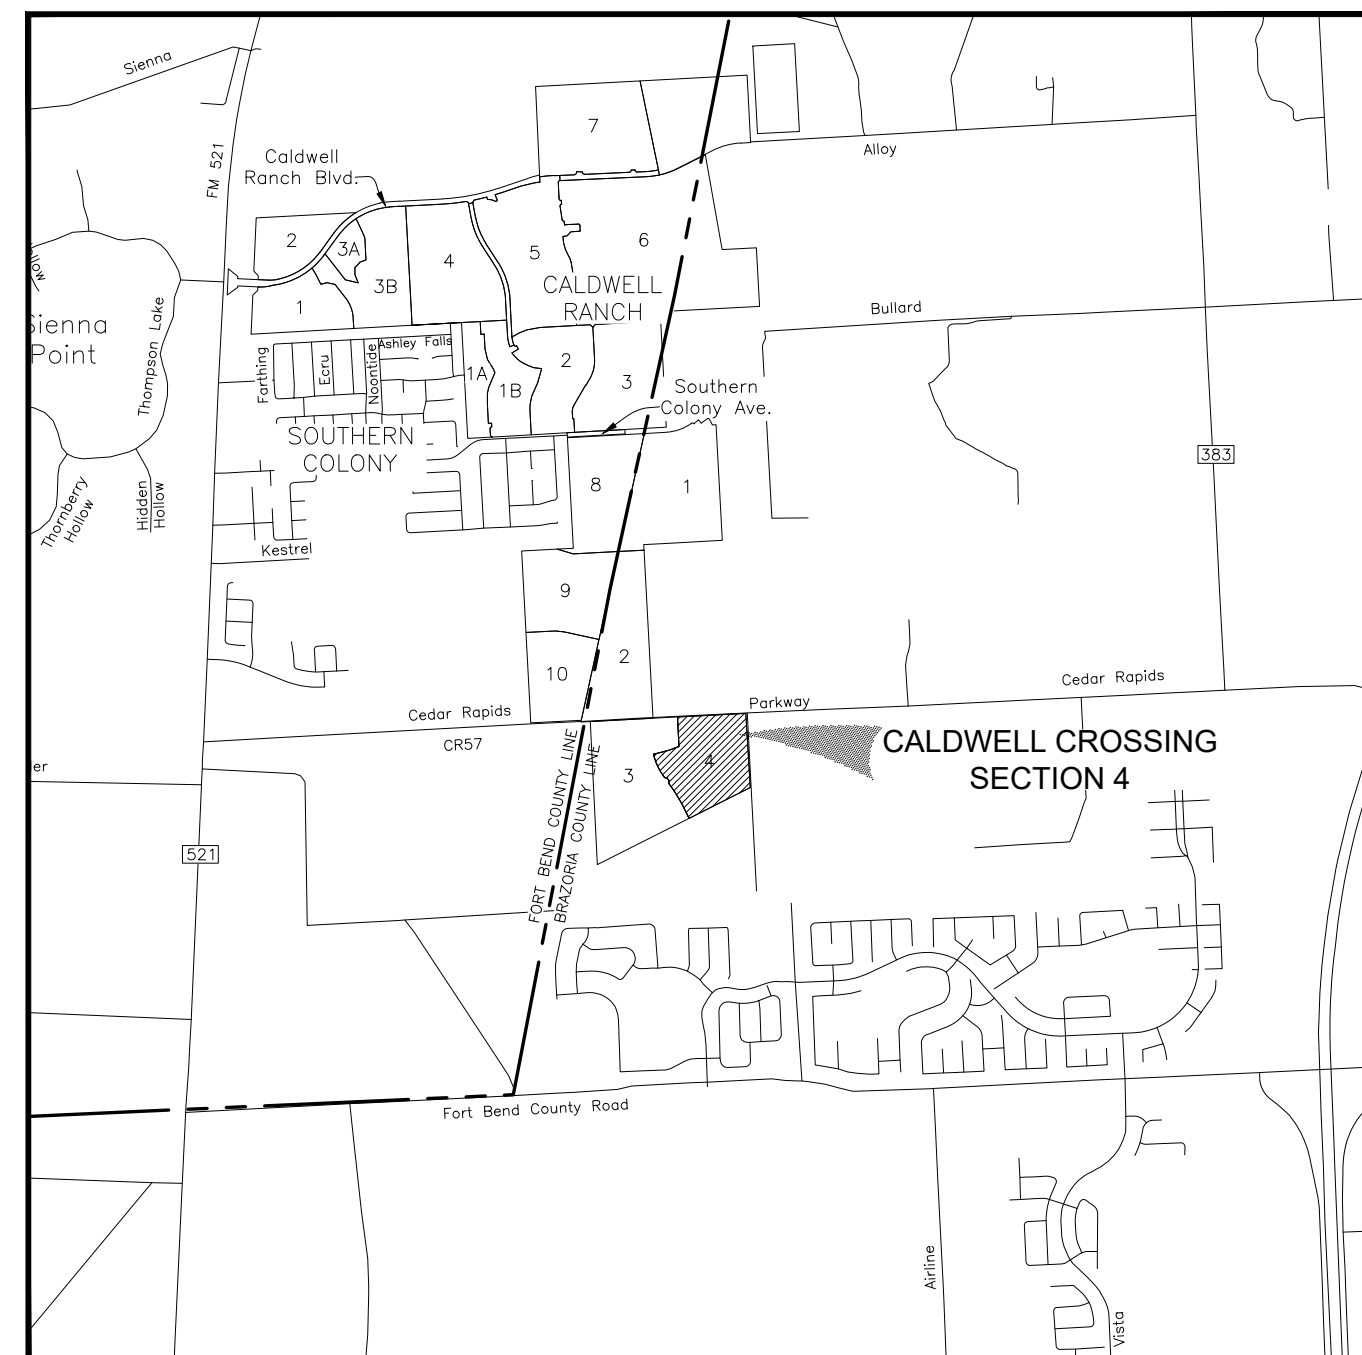 Sienna
FM 521
Caldwell
Ranch Blvd.
7
Alloy
2
3A
3B
4
5
6
1
CALDWELL
RANCH
Sienna
Point
Thompson Lake
Bullard
Farthing
Ecru
Noontide
Ashley Falls
1A
1B
2
3
Southern
Colony Ave.
SOUTHERN
COLONY
383
8
1
Thornberry
Hollow
Hidden
Hollow
Kestrel
9
10
2
Cedar Rapids
Parkway
Cedar Rapids
CR57
FORT BEND COUNTY LINE
BRAZORIA COUNTY LINE
3
4
CALDWELL CROSSING
SECTION 4
521
Fort Bend County Road
Airline
Vista